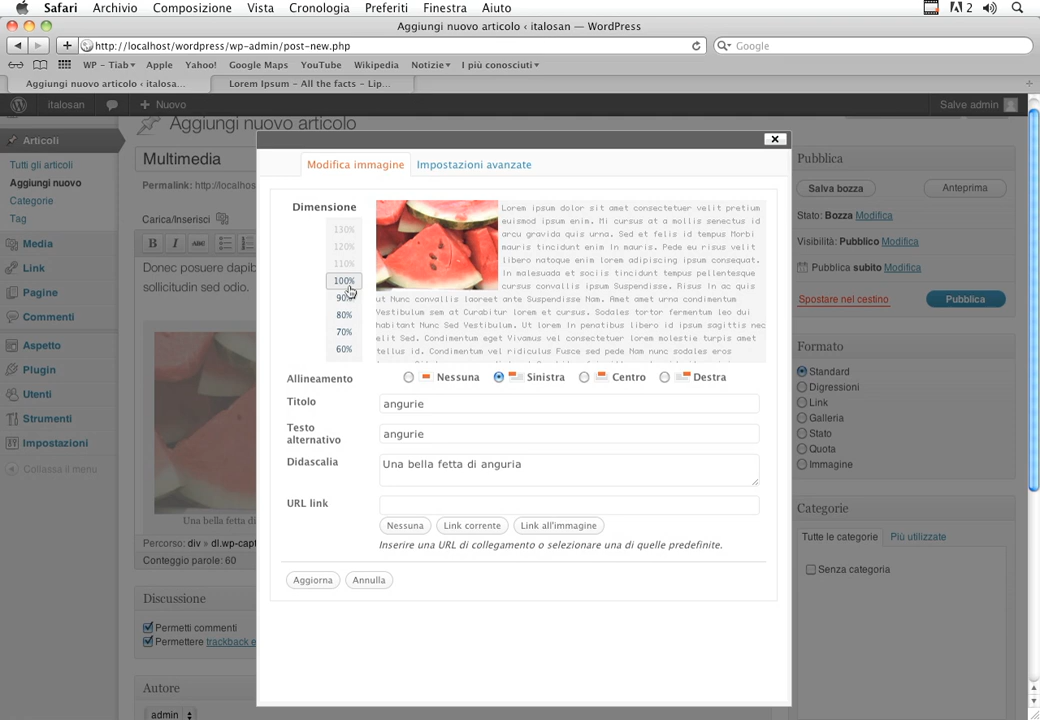 Safari Archivio Composizione Vista Cronologia Preferiti Finestra Aiuto 2
Aggiungi nuovo articolo ‹ italosan — WordPress
http://localhost/wordpress/wp-admin/post-new.php
Google
WP – Tiab Apple Yahoo! Google Maps YouTube Wikipedia Notizie I più conosciuti
Aggiungi nuovo articolo ‹ italosa...
Lorem Ipsum – All the facts – Lip...
italosan Nuovo Salve admin
Articoli
Tutti gli articoli
Aggiungi nuovo
Categorie
Tag
Media
Link
Pagine
Commenti
Aspetto
Plugin
Utenti
Strumenti
Impostazioni
Collassa il menu
Aggiungi nuovo articolo
Multimedia
Permalink: http://localhos
Carica/Inserisci
B I ABC
Donec posuere dapib
sollicitudin sed odio.
Una bella fetta di
Percorso: div » dl.wp-capt
Conteggio parole: 60
Discussione
Permetti commenti
Permettere trackback e
Autore
admin
Modifica immagine Impostazioni avanzate
Dimensione
130%
120%
110%
100%
90%
80%
70%
60%
Lorem ipsum dolor sit amet consectetuer velit pretium
euismod ipsum enim. Mi cursus at a mollis senectus id
arcu gravida quis urna. Sed et felis id tempus Morbi
mauris tincidunt enim In mauris. Pede eu risus velit
libero natoque enim lorem adipiscing ipsum consequat.
In malesuada et sociis tincidunt tempus pellentesque
cursus convallis ipsum Suspendisse. Risus In ac quis
ut Nunc convallis laoreet ante Suspendisse Nam. Amet amet urna condimentum
Vestibulum sem at Curabitur lorem et cursus. Sodales tortor fermentum leo dui
habitant Nunc Sed Vestibulum. Ut lorem In penatibus libero id ipsum sagittis nec
elit Sed. Condimentum eget Vivamus vel consectetuer lorem molestie turpis amet
tellus id. Condimentum vel ridiculus Fusce sed pede Nam nunc sodales eros
Allineamento Nessuna Sinistra Centro Destra
Titolo angurie
Testo
alternativo
angurie
Didascalia Una bella fetta di anguria
URL link
Nessuna Link corrente Link all'immagine
Inserire una URL di collegamento o selezionare una di quelle predefinite.
Aggiorna Annulla
Pubblica
Salva bozza Anteprima
Stato: Bozza Modifica
Visibilità: Pubblico Modifica
Pubblica subito Modifica
Spostare nel cestino Pubblica
Formato
Standard
Digressioni
Link
Galleria
Stato
Quota
Immagine
Categorie
Tutte le categorie Più utilizzate
Senza categoria